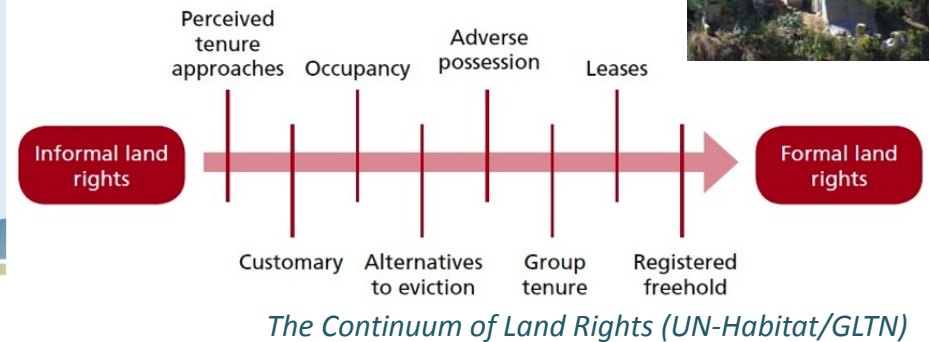 Perceived
tenure
approaches
Occupancy
Adverse
possession
Leases
Informal land
rights
Formal land
rights
Customary
Alternatives
to eviction
Group
tenure
Registered
freehold
The Continuum of Land Rights (UN-Habitat/GLTN)